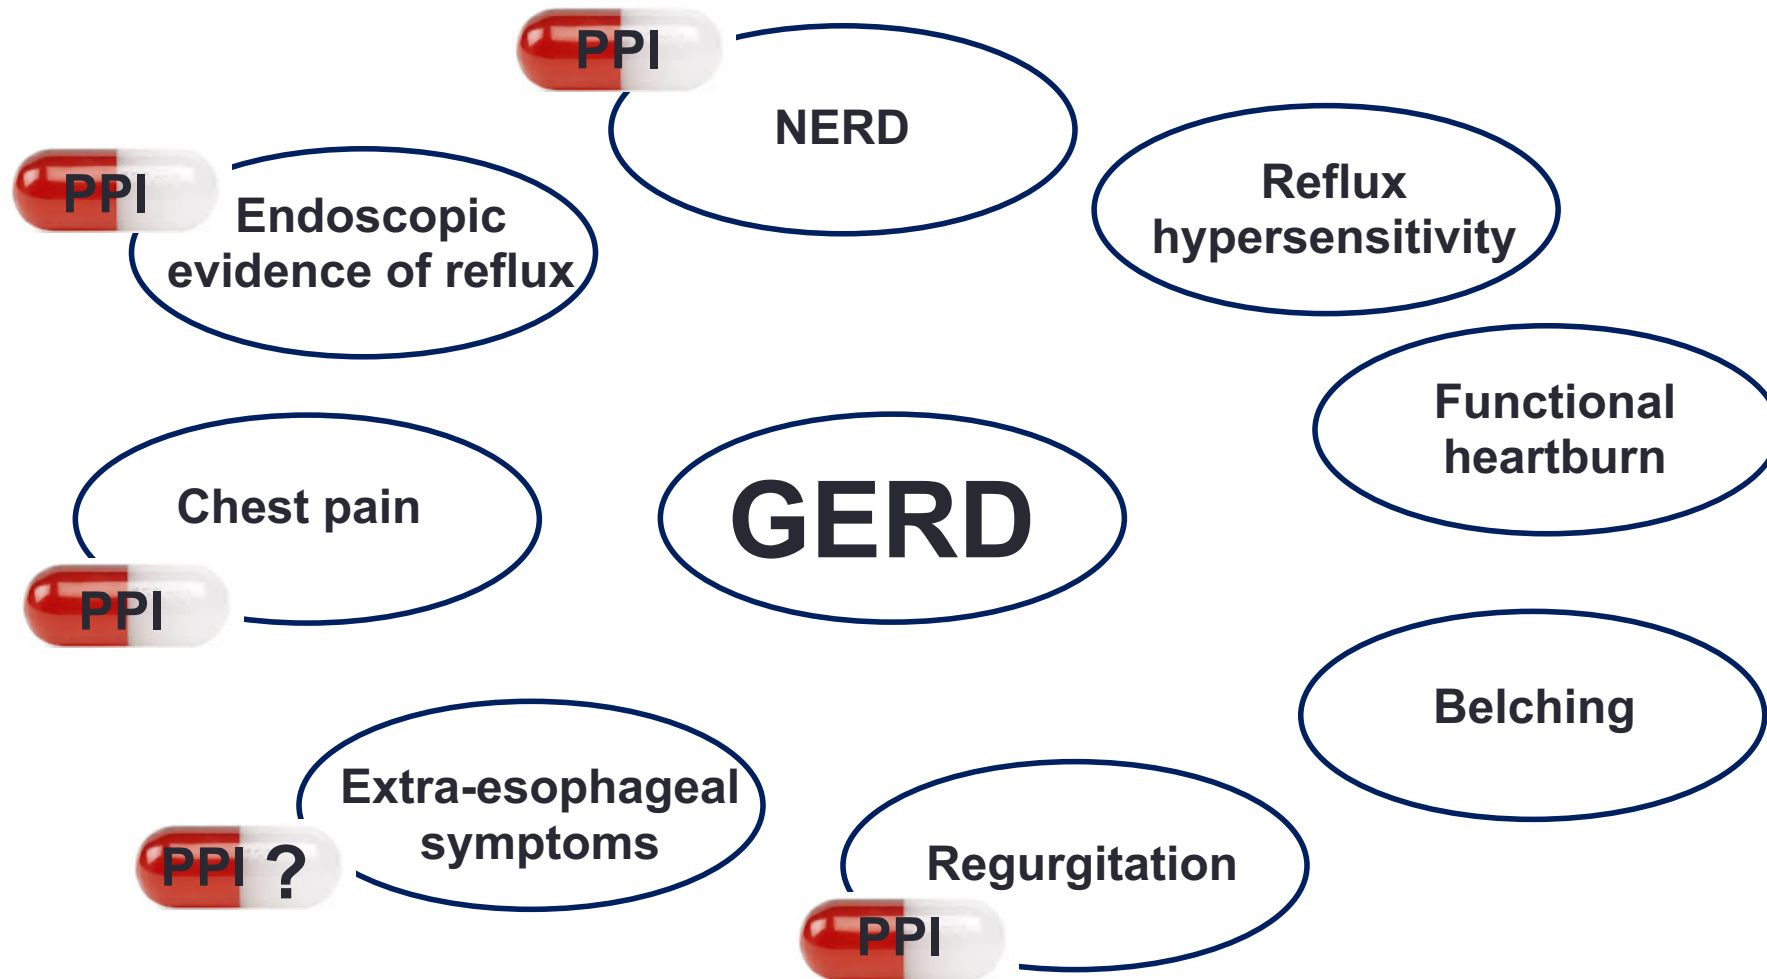 PPI
NERD
Reflux
hypersensitivity
PPI
Endoscopic
evidence of reflux
Functional
heartburn
Chest pain
PPI
GERD
Belching
Extra-esophageal
symptoms
PPI ?
Regurgitation
PPI